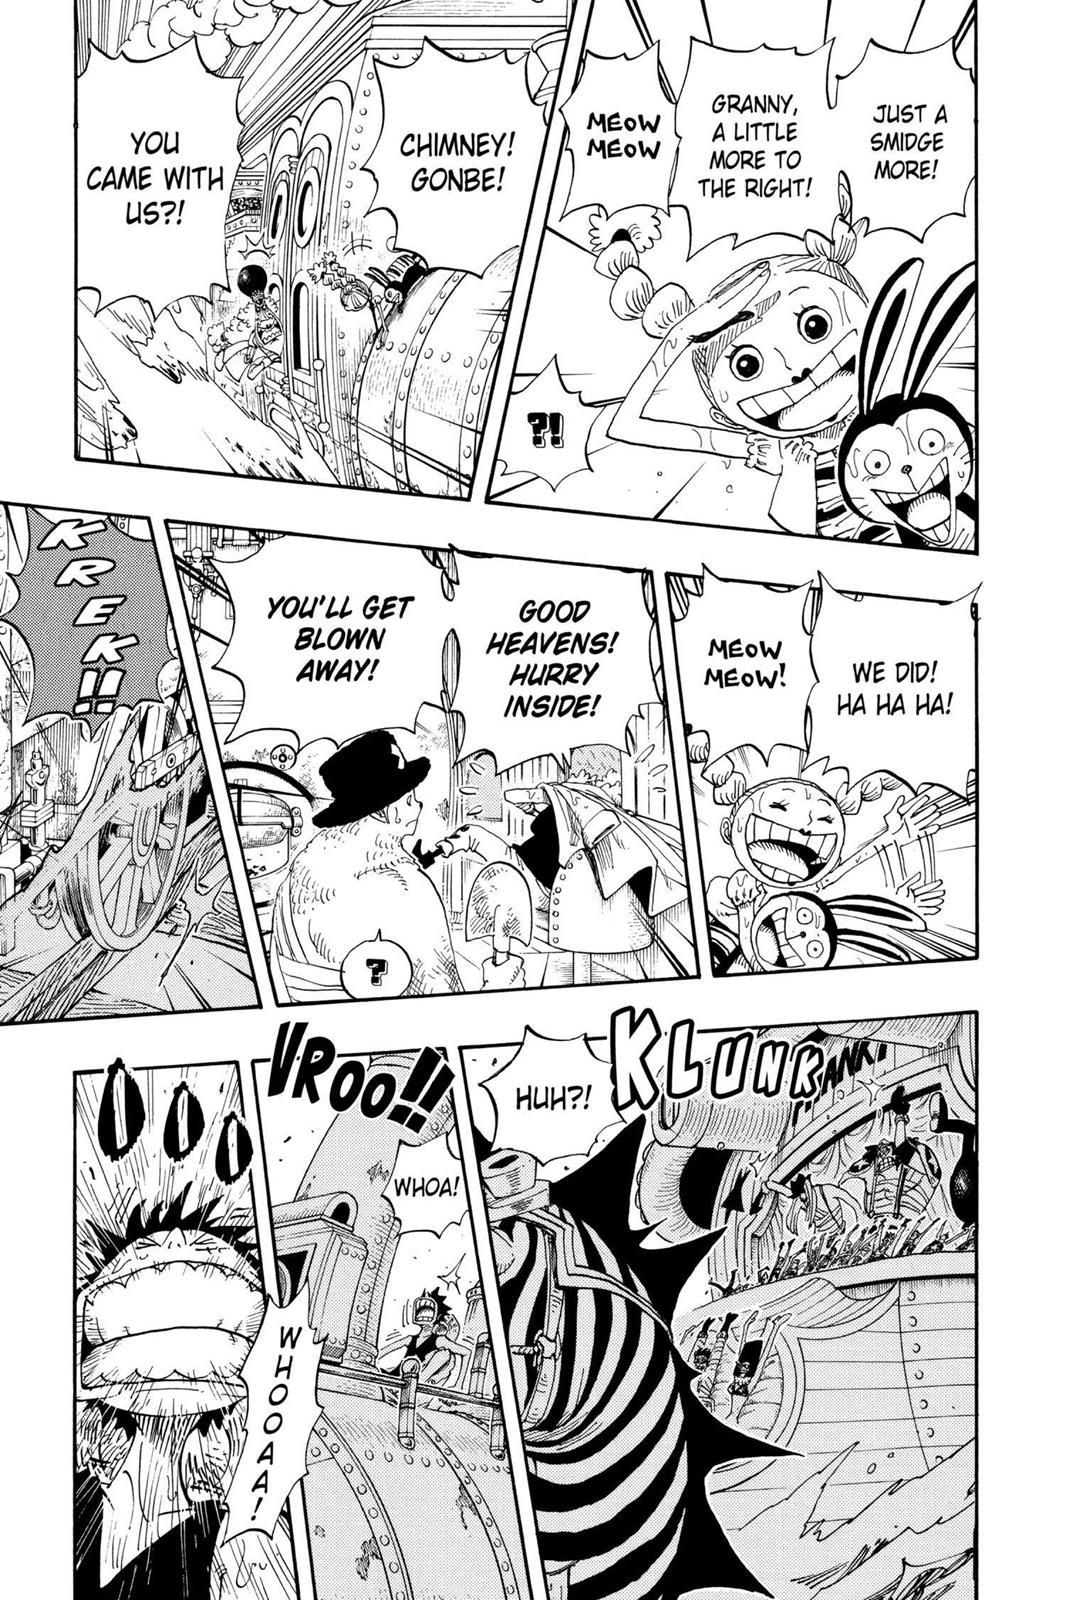 JUST A
SMIDGE
MORE!
GRANNY,
A LITTLE
MORE TO
THE RIGHT!
MEOW
MEOW
?!
CHIMNEY!
GONBE!
YOU
CAME WITH
US?!
WE DID!
HA HA HA!
MEOW
MEOW!
GOOD
HEAVENS!
HURRY
INSIDE!
YOU'LL GET
BLOWN
AWAY!
?
KREK!!
KLUNK
ANK!
HUH?!
VROO!!
WHOA!
WHOOAA!